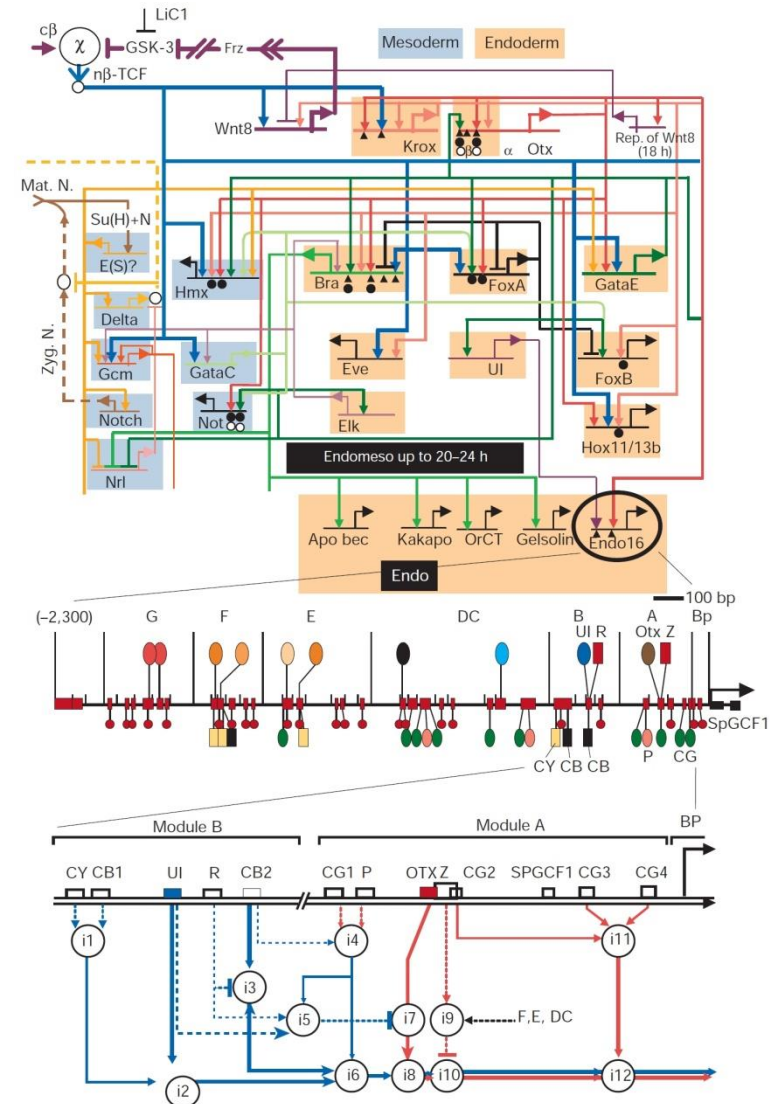 LiC1
cβ
χ
GSK-3
Frz
Mesoderm
Endoderm
nβ-TCF
Wnt8
Krox
β
α
Otx
Rep. of Wnt8
(18 h)
Mat. N.
Su(H)+N
E(S)?
Hmx
Bra
FoxA
GataE
Delta
Zyg. N.
Gcm
GataC
Eve
UI
FoxB
Notch
Not
Elk
Hox11/13b
Nrl
Endomeso up to 20–24 h
Apo bec
Kakapo
OrCT
Gelsolin
Endo16
Endo
100 bp
(–2,300)
G
F
E
DC
B
A
Bp
UI R
Otx Z
SpGCF1
CY CB CB
P
CG
Module B
Module A
BP
CY CB1
UI
R
CB2
CG1 P
OTX Z
CG2
SPGCF1
CG3
CG4
i1
i4
i11
i3
i5
i7
i9
F,E, DC
i2
i6
i8
i10
i12